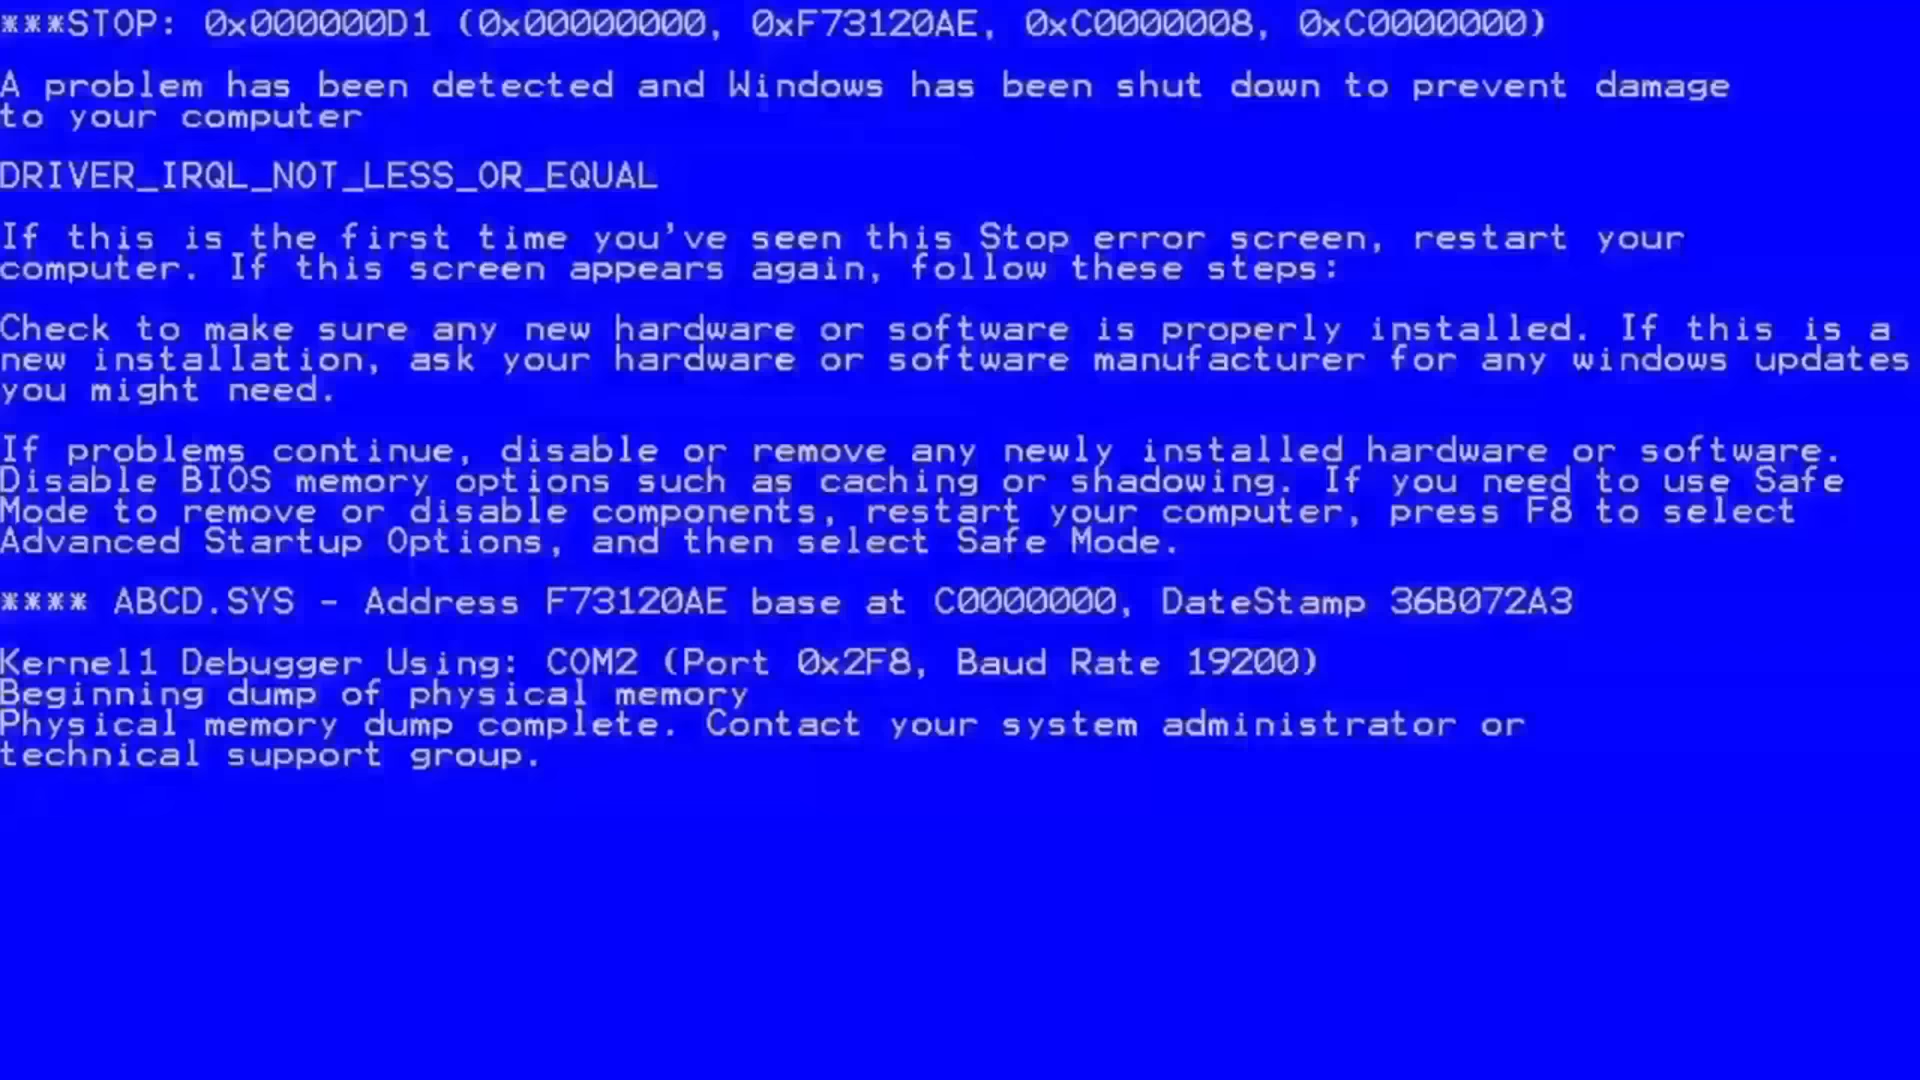 ***STOP: 0x000000D1 (0x00000000, 0xF73120AE, 0xC0000008, 0xC0000000)
A problem has been detected and Windows has been shut down to prevent damage
to your computer
DRIVER_IRQL_NOT_LESS_OR_EQUAL
If this is the first time you've seen this Stop error screen, restart your
computer. If this screen appears again, follow these steps:
Check to make sure any new hardware or software is properly installed. If this is a
new installation, ask your hardware or software manufacturer for any windows updates
you might need.
If problems continue, disable or remove any newly installed hardware or software.
Disable BIOS memory options such as caching or shadowing. If you need to use Safe
Mode to remove or disable components, restart your computer, press F8 to select
Advanced Startup Options, and then select Safe Mode.
**** ABCD.SYS - Address F73120AE base at C0000000, DateStamp 36B072A3
Kernel1 Debugger Using: COM2 (Port 0x2F8, Baud Rate 19200)
Beginning dump of physical memory
Physical memory dump complete. Contact your system administrator or
technical support group.